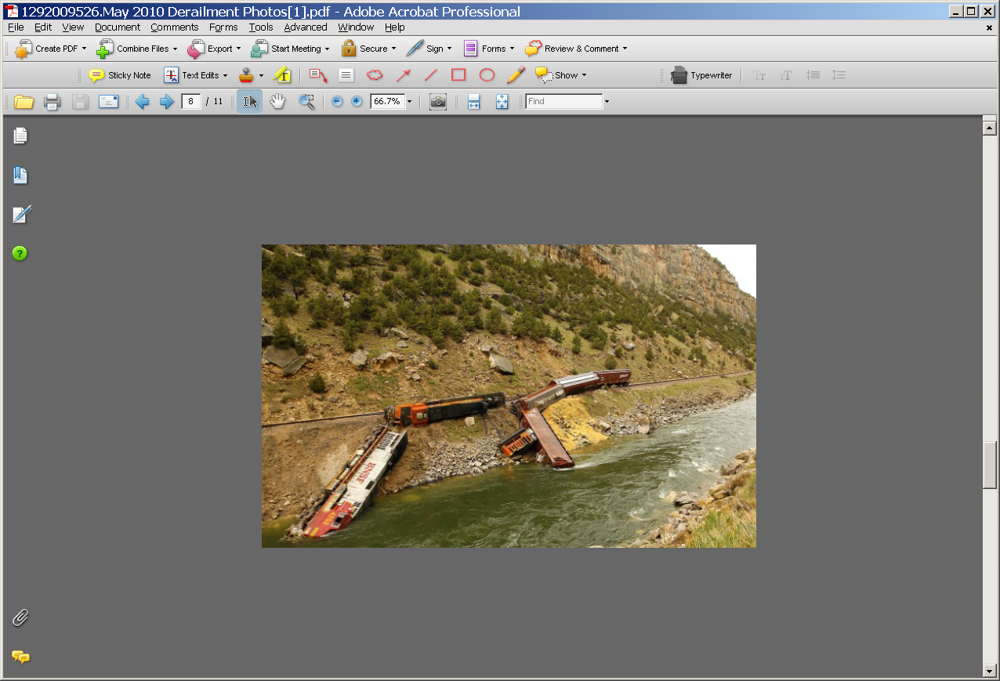 1292009526.May 2010 Derailment Photos[1].pdf - Adobe Acrobat Professional
File Edit View Document Comments Forms Tools Advanced Window Help
Create PDF Combine Files Export Start Meeting Secure Sign Forms Review & Comment
Sticky Note Text Edits Show Typewriter
8 / 11 66.7% Find
BNSF
4702